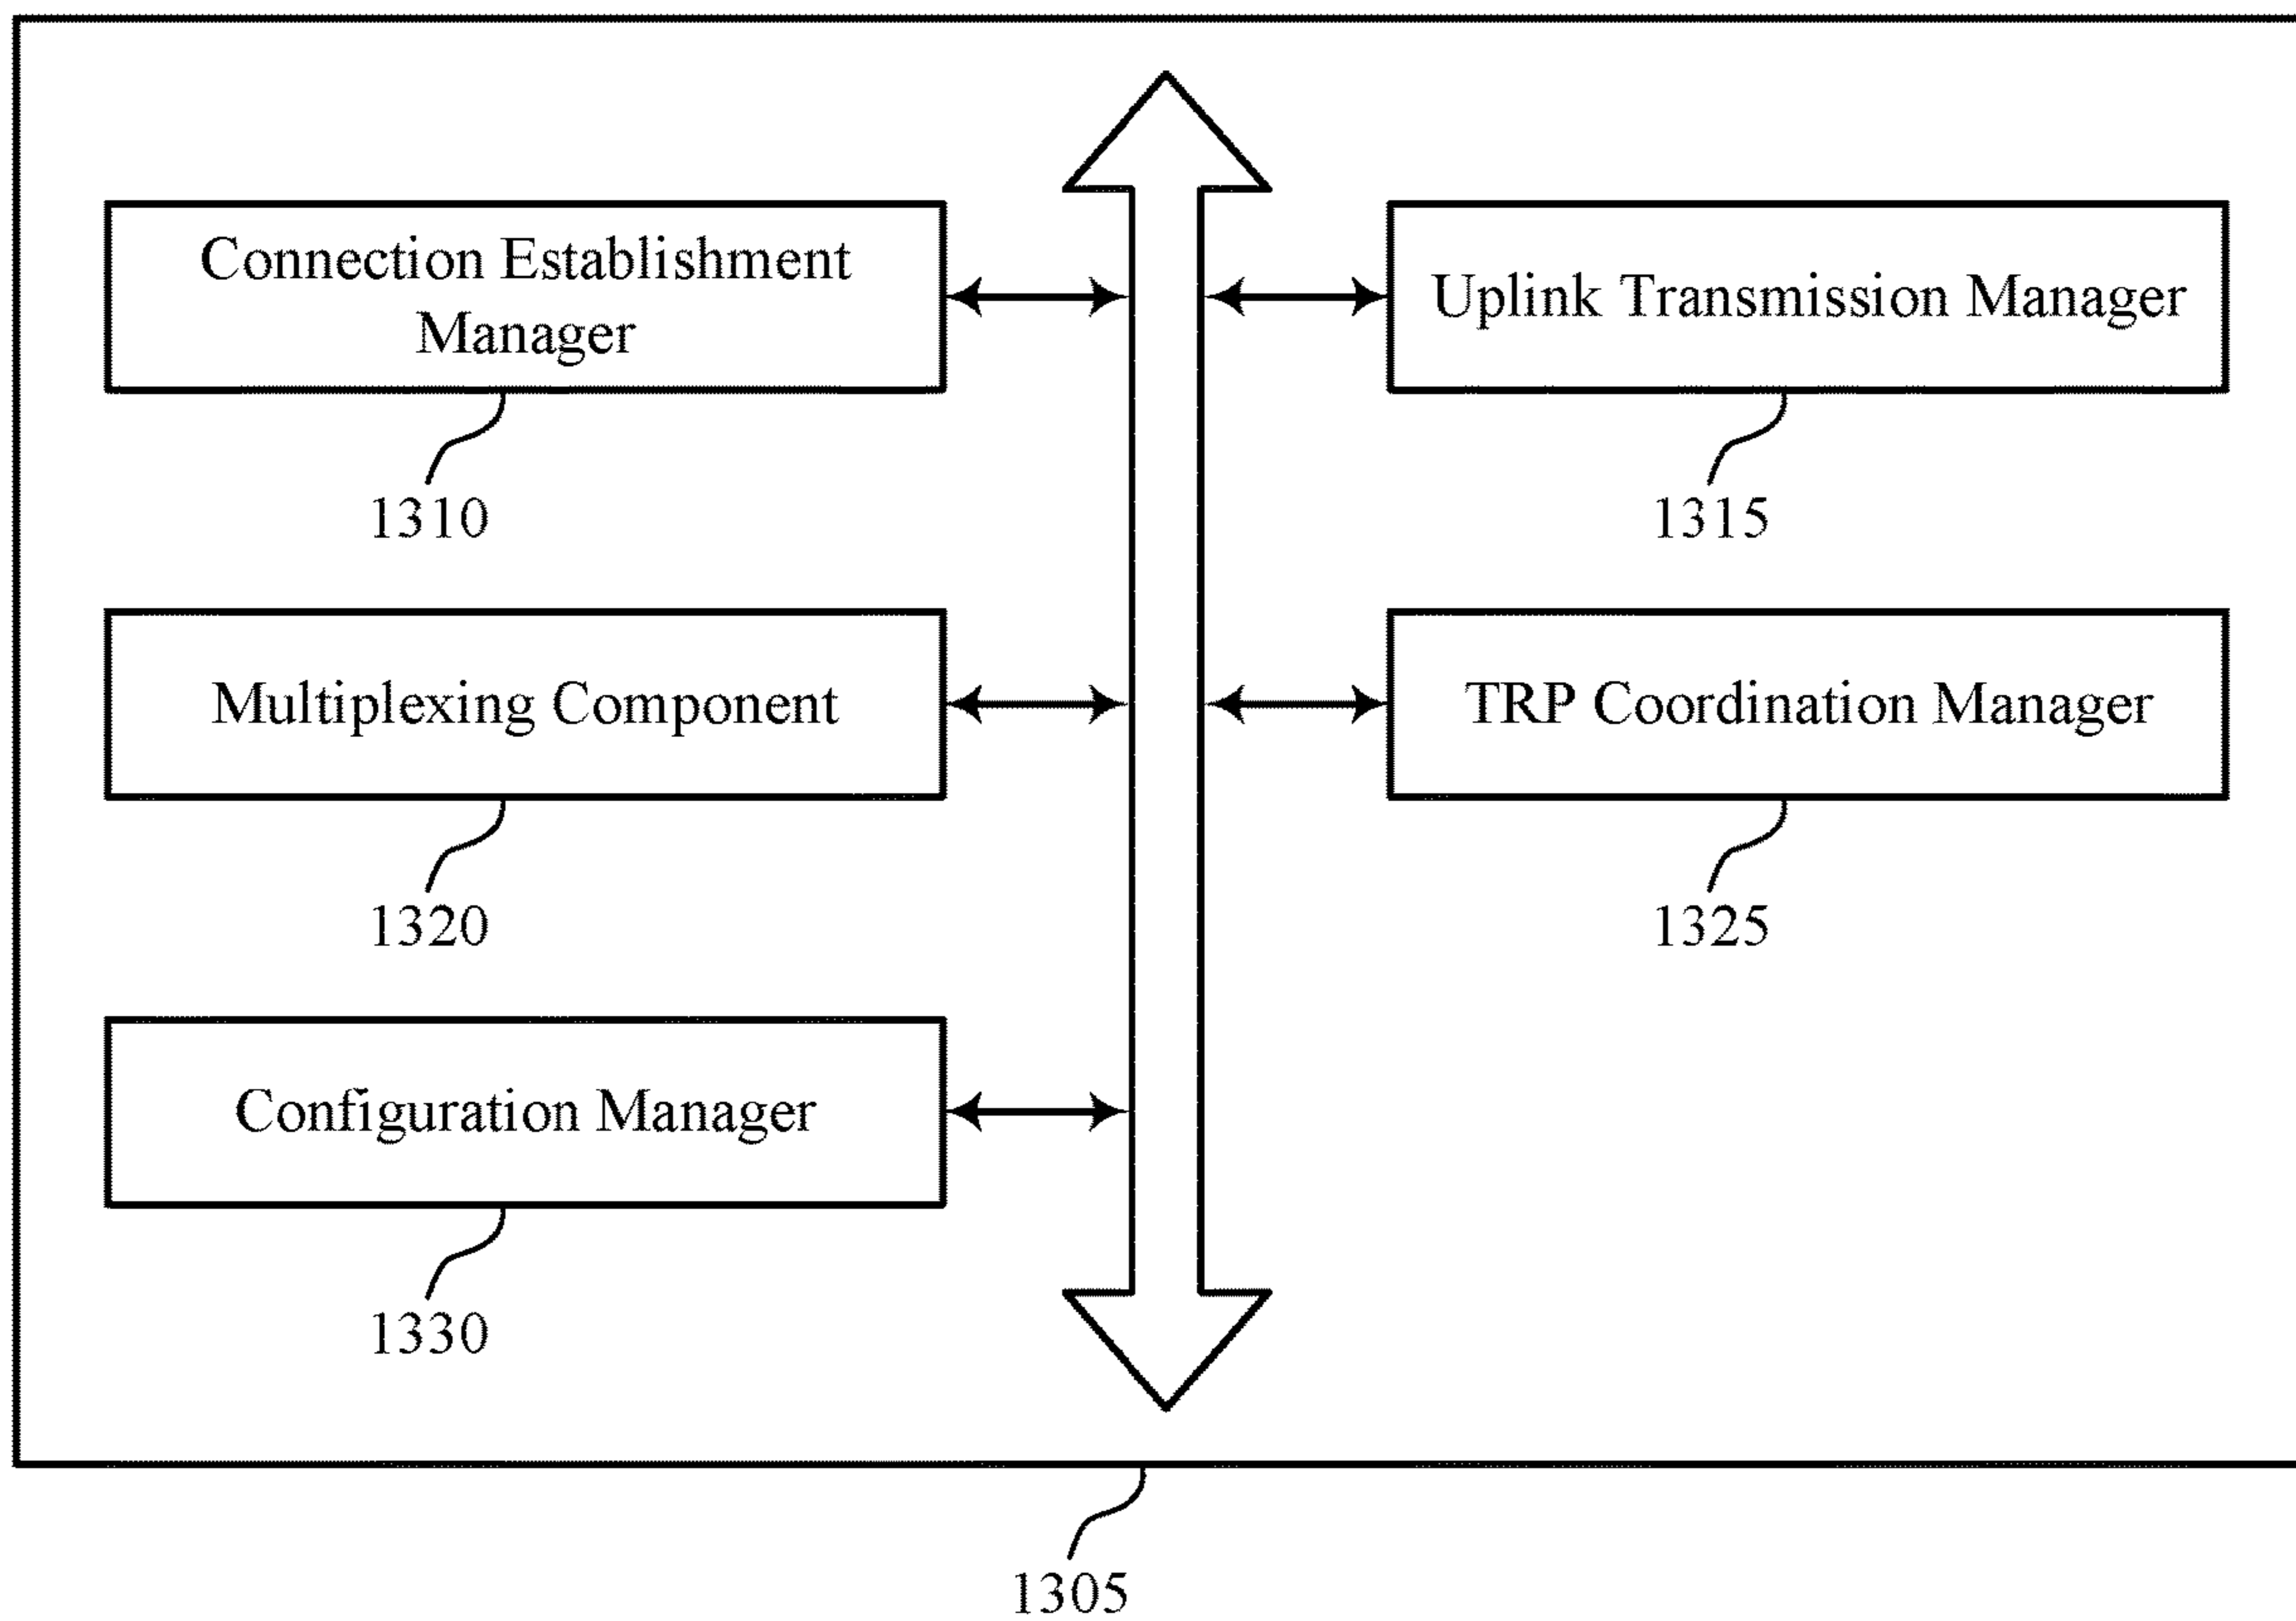 Connection Establishment
Manager
1310
Uplink Transmission Manager
1315
Multiplexing Component
1320
TRP Coordination Manager
1325
Configuration Manager
1330
1305